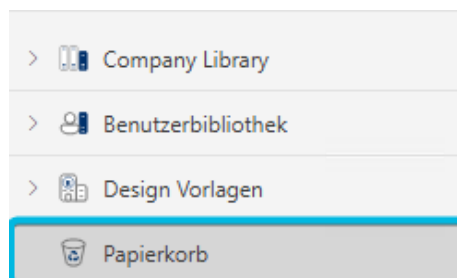 Company Library
Benutzerbibliothek
Design Vorlagen
Papierkorb